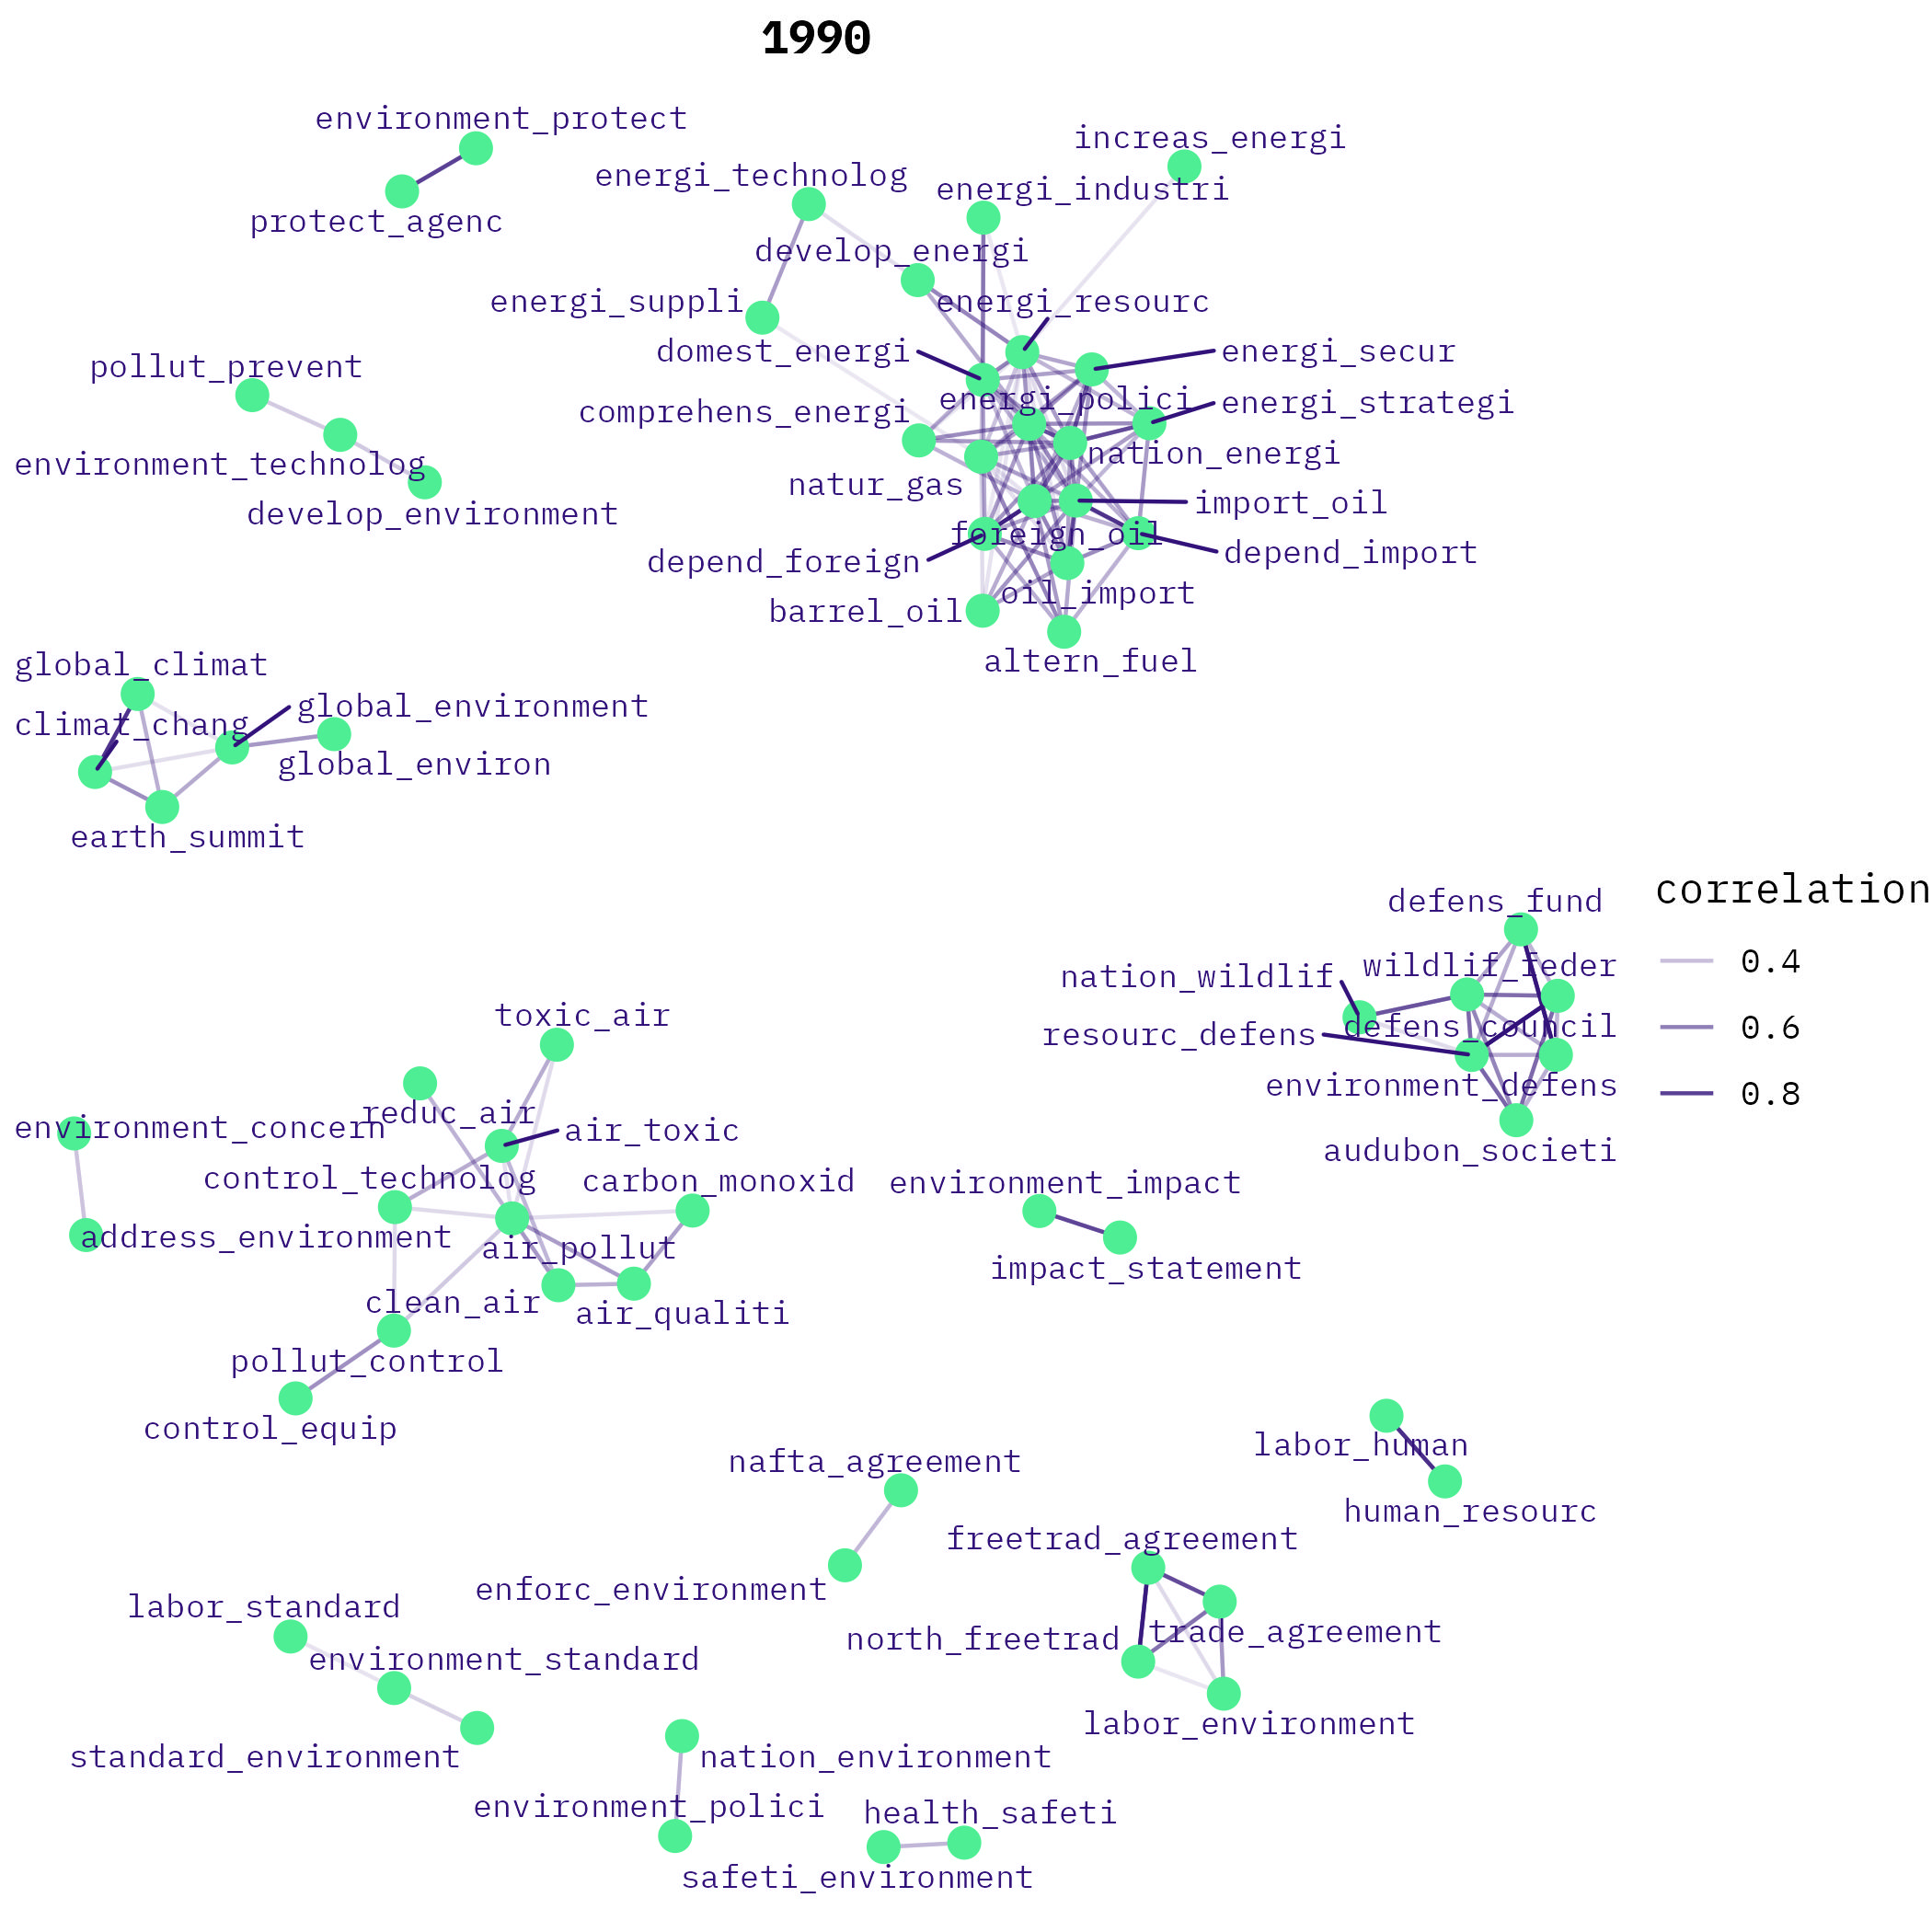 1990
environment_protect
increas_energi
energi_technolog
energi_industri
protect_agenc
develop_energi
energi_suppli
energi_resourc
domest_energi
energi_secur
pollut_prevent
energi_polici
energi_strategi
comprehens_energi
nation_energi
environment_technolog
natur_gas
import_oil
develop_environment
foreign_oil
depend_foreign
depend_import
oil_import
barrel_oil
altern_fuel
global_climat
global_environment
climat_chang
global_environ
earth_summit
correlation
defens_fund
0.4
wildlif_feder
nation_wildlif
0.6
defens_council
resourc_defens
environment_defens
0.8
audubon_societi
toxic_air
reduc_air
environment_concern
air_toxic
control_technolog
carbon_monoxid
environment_impact
address_environment
air_pollut
impact_statement
clean_air
air_qualiti
pollut_control
control_equip
labor_human
nafta_agreement
human_resourc
freetrad_agreement
enforc_environment
labor_standard
north_freetrad
trade_agreement
environment_standard
labor_environment
standard_environment
nation_environment
environment_polici
health_safeti
safeti_environment